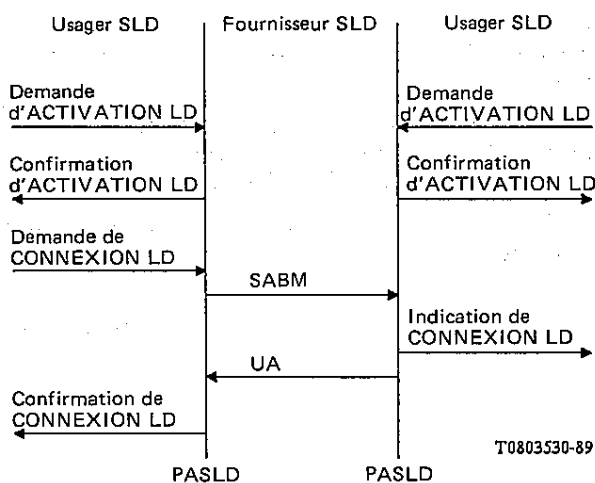 Usager SLD Fournisseur SLD Usager SLD
Demande
d'ACTIVATION LD
Demande
d'ACTIVATION LD
Confirmation
d'ACTIVATION LD
Confirmation
d'ACTIVATION LD
Demande de
CONNEXION LD
SABM
Indication de
CONNEXION LD
UA
Confirmation de
CONNEXION LD
T0803530-89
PASLD PASLD